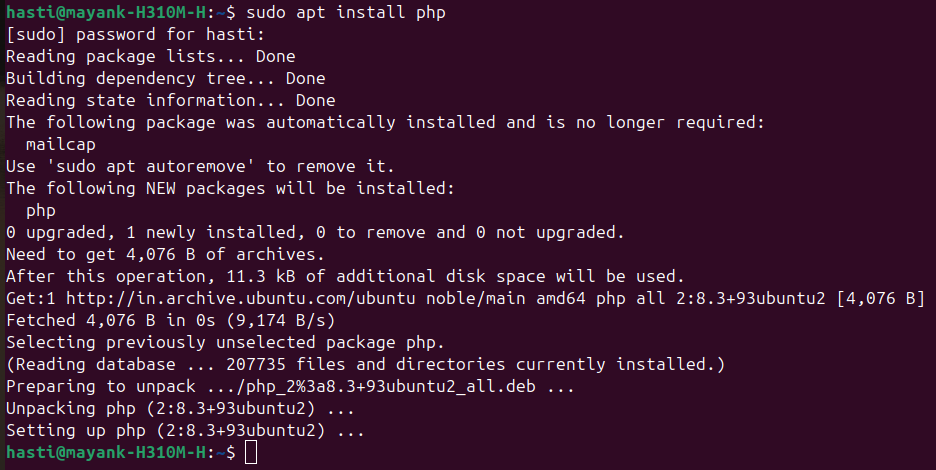 hasti@mayank-H310M-H:~$ sudo apt install php
[sudo] password for hasti:
Reading package lists... Done
Building dependency tree... Done
Reading state information... Done
The following package was automatically installed and is no longer required:
  mailcap
Use 'sudo apt autoremove' to remove it.
The following NEW packages will be installed:
  php
0 upgraded, 1 newly installed, 0 to remove and 0 not upgraded.
Need to get 4,076 B of archives.
After this operation, 11.3 kB of additional disk space will be used.
Get:1 http://in.archive.ubuntu.com/ubuntu noble/main amd64 php all 2:8.3+93ubuntu2 [4,076 B]
Fetched 4,076 B in 0s (9,174 B/s)
Selecting previously unselected package php.
(Reading database ... 207735 files and directories currently installed.)
Preparing to unpack .../php_2%3a8.3+93ubuntu2_all.deb ...
Unpacking php (2:8.3+93ubuntu2) ...
Setting up php (2:8.3+93ubuntu2) ...
hasti@mayank-H310M-H:~$